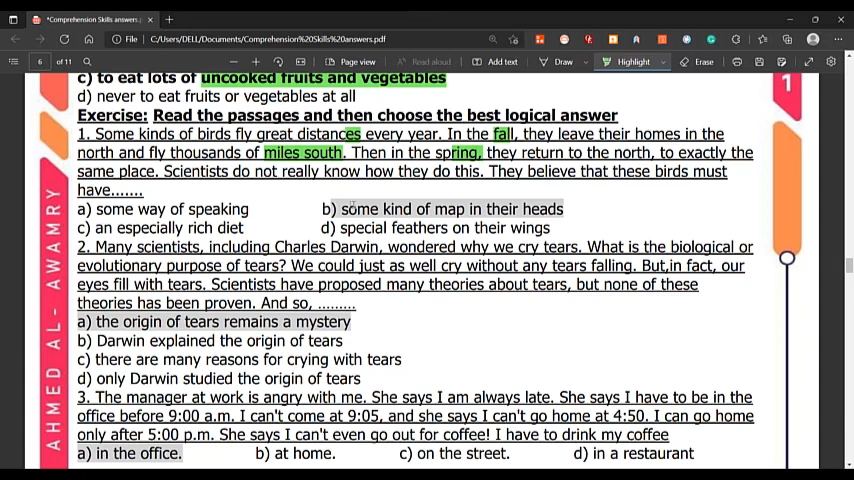 *Comprehension Skills answers.p
File C:/Users/DELL/Documents/Comprehension%20Skills%20answers.pdf
6 of 11 Page view Read aloud Add text Draw Highlight Erase
c) to eat lots of uncooked fruits and vegetables
d) never to eat fruits or vegetables at all
1
Exercise: Read the passages and then choose the best logical answer
1. Some kinds of birds fly great distances every year. In the fall, they leave their homes in the
north and fly thousands of miles south. Then in the spring, they return to the north, to exactly the
same place. Scientists do not really know how they do this. They believe that these birds must
have.......
a) some way of speaking b) some kind of map in their heads
c) an especially rich diet d) special feathers on their wings
2. Many scientists, including Charles Darwin, wondered why we cry tears. What is the biological or
evolutionary purpose of tears? We could just as well cry without any tears falling. But,in fact, our
eyes fill with tears. Scientists have proposed many theories about tears, but none of these
theories has been proven. And so, .........
a) the origin of tears remains a mystery
b) Darwin explained the origin of tears
c) there are many reasons for crying with tears
d) only Darwin studied the origin of tears
3. The manager at work is angry with me. She says I am always late. She says I have to be in the
office before 9:00 a.m. I can't come at 9:05, and she says I can't go home at 4:50. I can go home
only after 5:00 p.m. She says I can't even go out for coffee! I have to drink my coffee
a) in the office. b) at home. c) on the street. d) in a restaurant
AHMED AL- AWAMRY